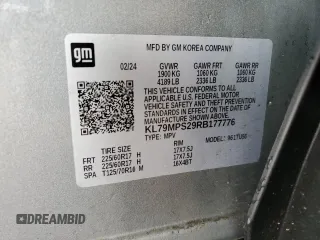 gm
MFD BY GM KOREA COMPANY
02/24 GVWR GAWR FRT GAWR RR
1900 KG 1060 KG 1060 KG
4189 LB 2336 LB 2336 LB
THIS VEHICLE CONFORMS TO ALL APPLICABLE
U.S. FEDERAL MOTOR VEHICLE SAFETY, BUMPER, AND
THEFT PREVENTION STANDARDS IN EFFECT ON THE
DATE OF MANUFACTURE SHOWN ABOVE.
KL79MPS29RB177776
TYPE: MPV MODEL:
TIRE SIZE RIM
FRT 225/60R17 H 17X7.5J
RR 225/60R17 H 17X7.5J
SPA T125/70R16 M 16X4BT
DREAMBID